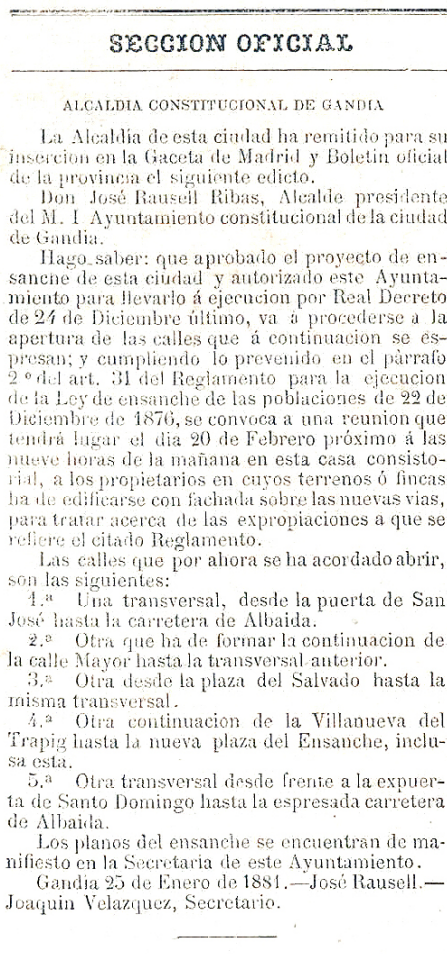 SECCION OFICIAL
ALCALDIA CONSTITUCIONAL DE GANDIA
La Alcaldía de esta ciudad ha remitido para su
insercion en la Gaceta de Madrid y Boletin oficial
de la provincia el siguiente edicto.
Don José Rausell Ribas, Alcalde presidente
del M. I Ayuntamiento constitucional de la ciudad
de Gandia.
Hago saber: que aprobado el proyecto de en-
sanche de esta ciudad y autorizado este Ayunta-
miento para llevarlo á ejecucion por Real Decreto
de 24 de Diciembre último, va á procederse a la
apertura de las calles que á continuacion se es-
presan; y cumpliendo lo prevenido en el párrafo
2.º del art. 31 del Reglamento para la ejecucion
de la Ley de ensanche de las poblaciones de 22 de
Diciembre de 1876, se convoca a una reunion que
tendrá lugar el dia 20 de Febrero próximo á las
nueve horas de la mañana en esta casa consisto-
rial, a los propietarios en cuyos terrenos ó fincas
ha de edificarse con fachada sobre las nuevas vias,
para tratar acerca de las expropiaciones a que se
refiere el citado Reglamento.
Las calles que por ahora se ha acordado abrir,
son las siguientes:
1.ª Una transversal, desde la puerta de San
José hasta la carretera de Albaida.
2.ª Otra que ha de formar la continuacion de
la calle Mayor hasta la transversal anterior.
3.ª Otra desde la plaza del Salvado hasta la
misma transversal.
4.ª Otra continuacion de la Villanueva del
Trapig hasta la nueva plaza del Ensanche, inclu-
sa esta.
5.ª Otra transversal desde frente a la expuer-
ta de Santo Domingo hasta la espresada carretera
de Albaida.
Los planos del ensanche se encuentran de ma-
nifiesto en la Secretaria de este Ayuntamiento.
Gandia 25 de Enero de 1881.—José Rausell.—
Joaquin Velazquez, Secretario.